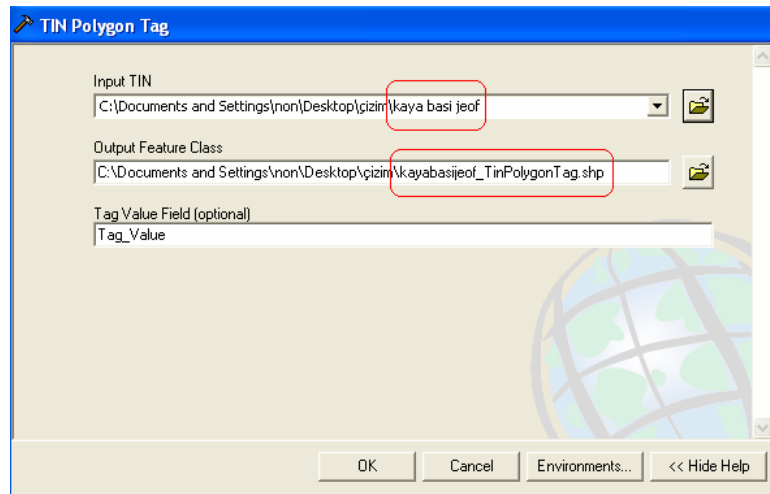 TIN Polygon Tag
Input TIN
C:\Documents and Settings\non\Desktop\çizim\kaya basi jeof
Output Feature Class
C:\Documents and Settings\non\Desktop\çizim\kayabasijeof_TinPolygonTag.shp
Tag Value Field (optional)
Tag_Value
OK Cancel Environments... << Hide Help